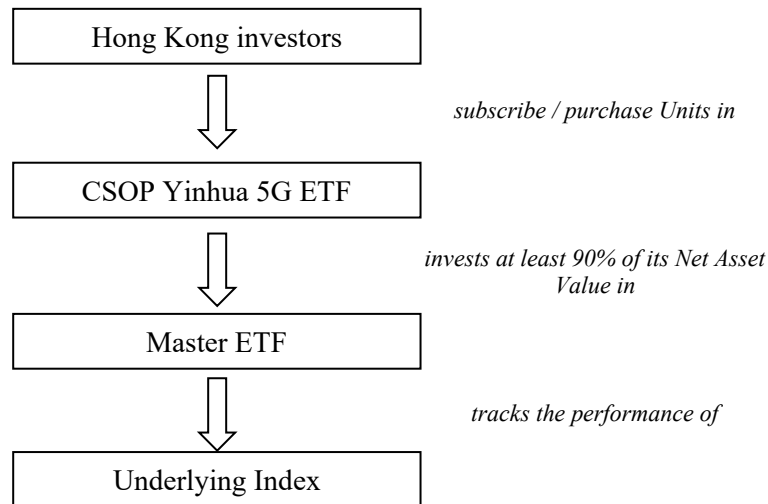 Hong Kong investors
subscribe / purchase Units in
CSOP Yinhua 5G ETF
invests at least 90% of its Net Asset
Value in
Master ETF
tracks the performance of
Underlying Index